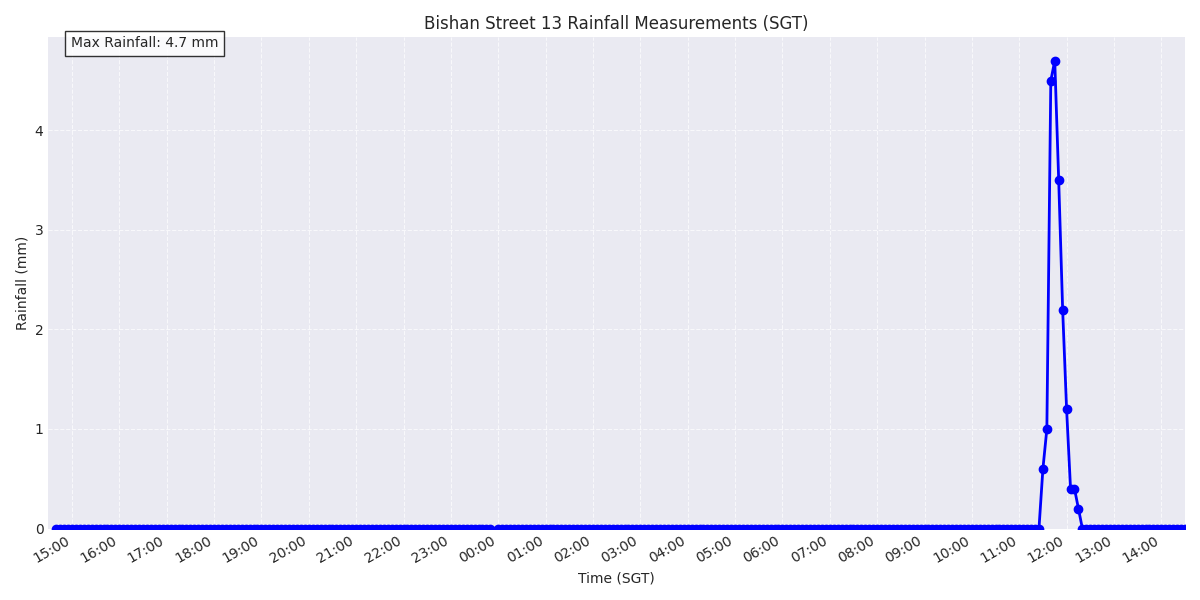 Bishan Street 13 Rainfall Measurements (SGT)
Max Rainfall: 4.7 mm
Rainfall (mm)
4
3
2
1
0
15:00 16:00 17:00 18:00 19:00 20:00 21:00 22:00 23:00 00:00 01:00 02:00 03:00 04:00 05:00 06:00 07:00 08:00 09:00 10:00 11:00 12:00 13:00 14:00
Time (SGT)